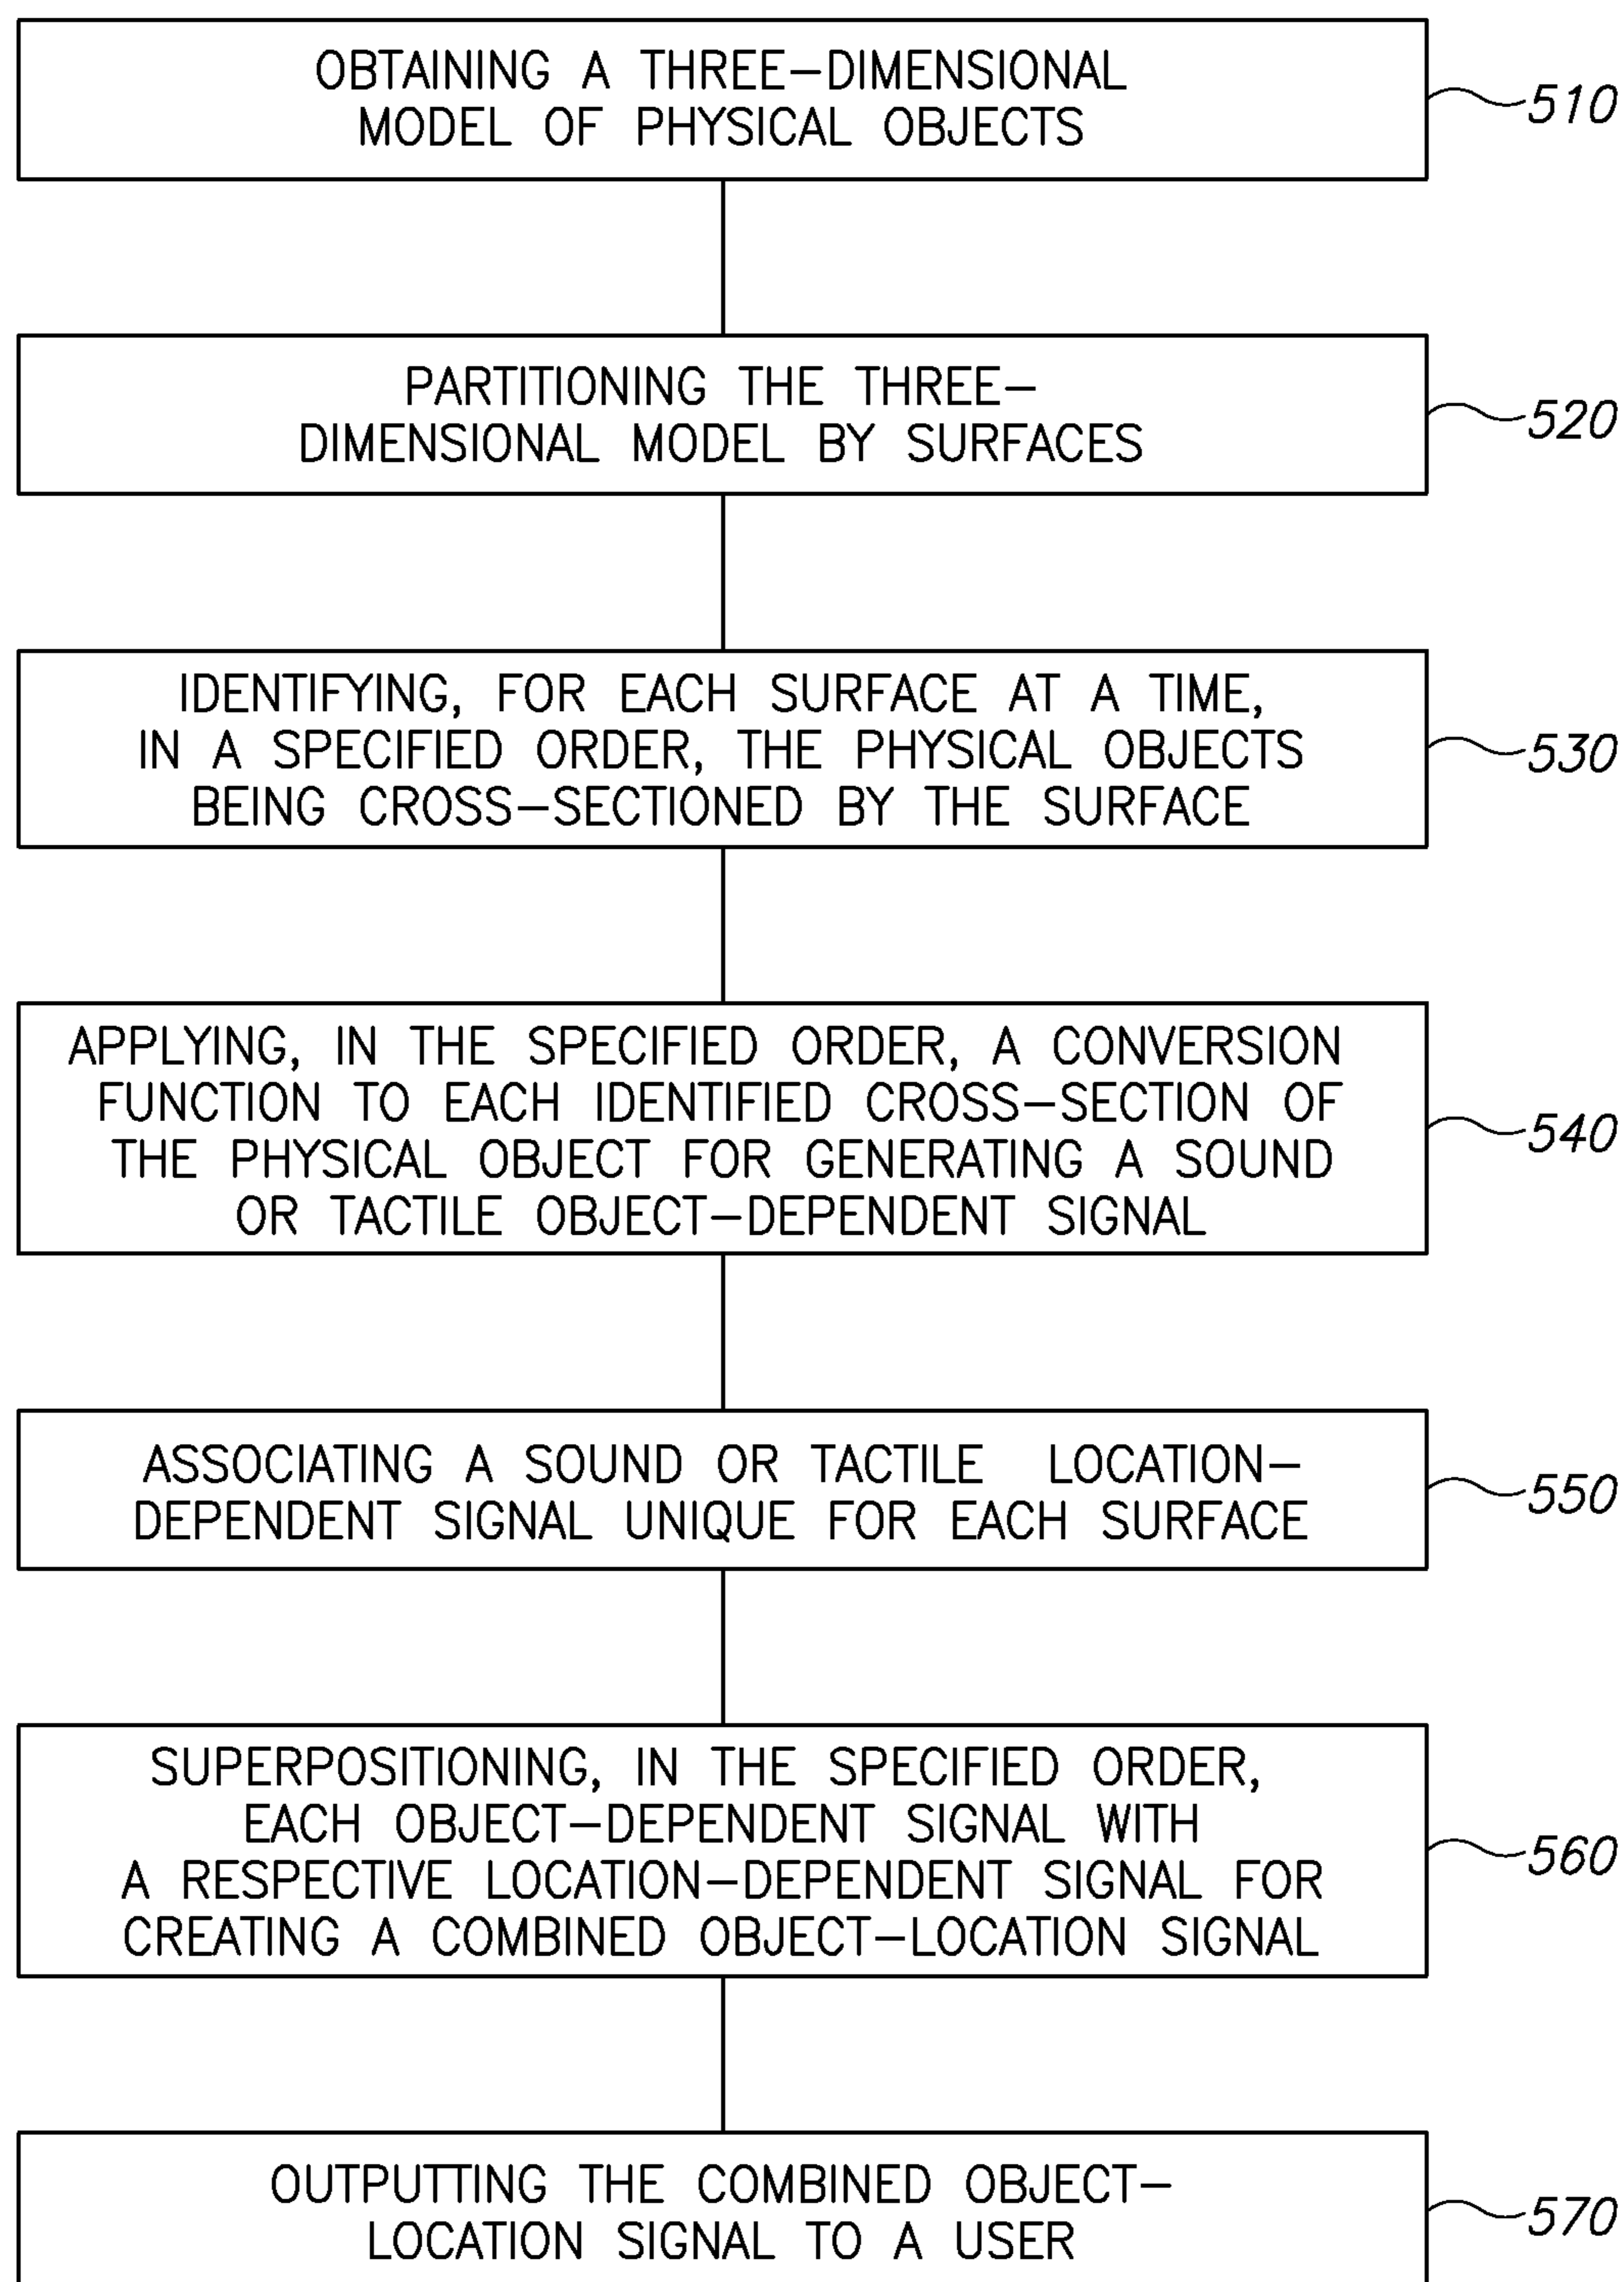 OBTAINING A THREE-DIMENSIONAL
MODEL OF PHYSICAL OBJECTS
510
PARTITIONING THE THREE-
DIMENSIONAL MODEL BY SURFACES
520
IDENTIFYING, FOR EACH SURFACE AT A TIME,
IN A SPECIFIED ORDER, THE PHYSICAL OBJECTS
BEING CROSS-SECTIONED BY THE SURFACE
530
APPLYING, IN THE SPECIFIED ORDER, A CONVERSION
FUNCTION TO EACH IDENTIFIED CROSS-SECTION OF
THE PHYSICAL OBJECT FOR GENERATING A SOUND
OR TACTILE OBJECT-DEPENDENT SIGNAL
540
ASSOCIATING A SOUND OR TACTILE LOCATION-
DEPENDENT SIGNAL UNIQUE FOR EACH SURFACE
550
SUPERPOSITIONING, IN THE SPECIFIED ORDER,
EACH OBJECT-DEPENDENT SIGNAL WITH
A RESPECTIVE LOCATION-DEPENDENT SIGNAL FOR
CREATING A COMBINED OBJECT-LOCATION SIGNAL
560
OUTPUTTING THE COMBINED OBJECT-
LOCATION SIGNAL TO A USER
570